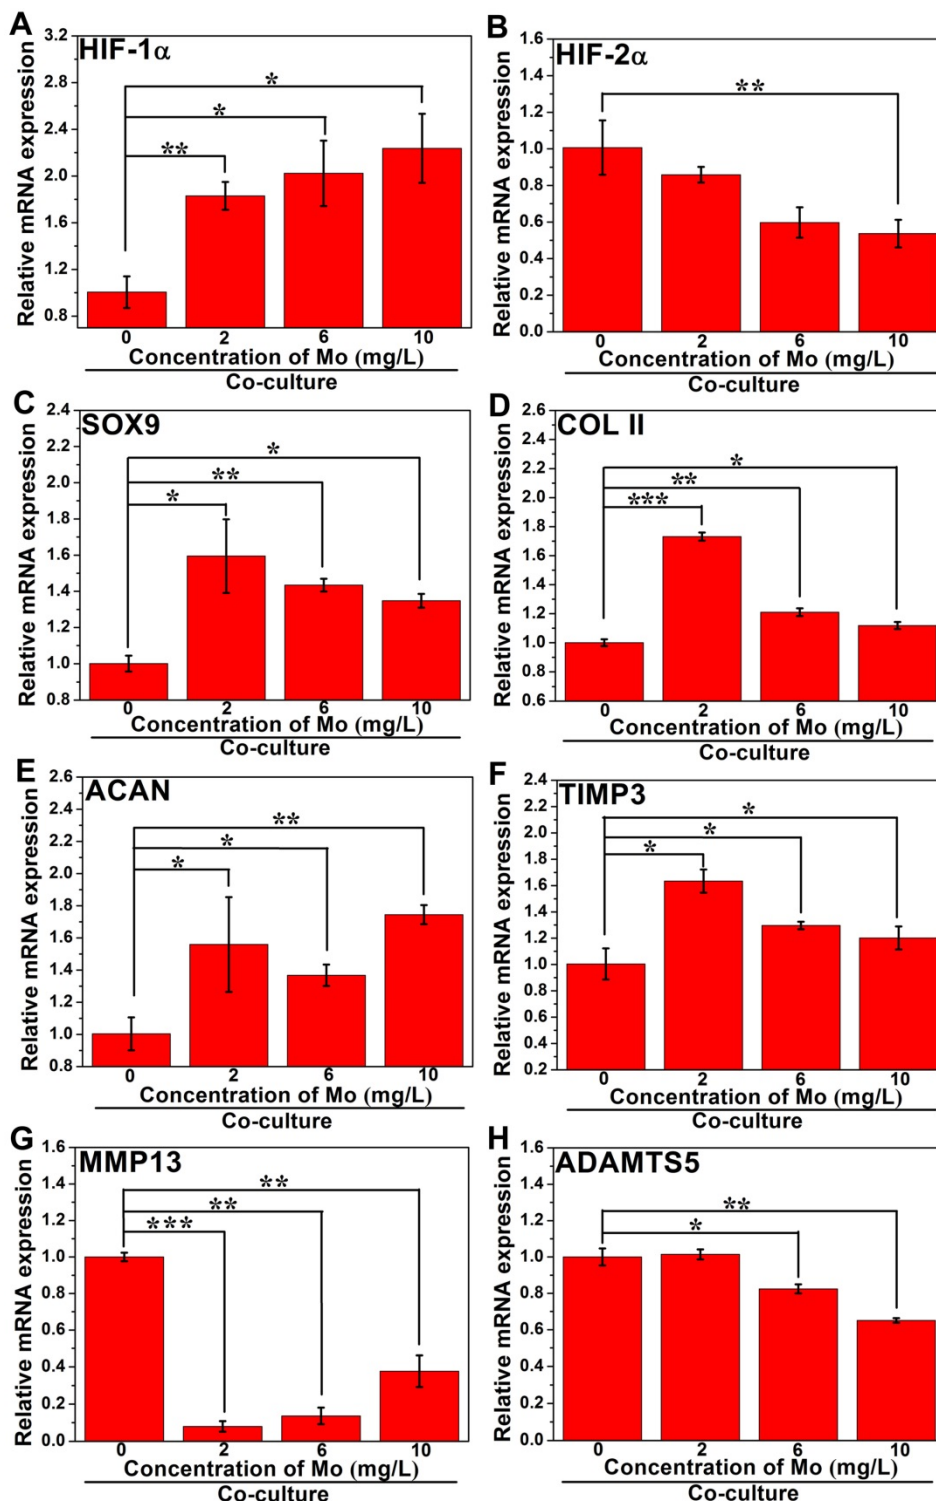 A
HIF-1α
Relative mRNA expression
3.2
2.8
2.4
2.0
1.6
1.2
0.8
*
*
**
0 2 6 10
Concentration of Mo (mg/L)
Co-culture
B
HIF-2α
Relative mRNA expression
1.6
1.4
1.2
1.0
0.8
0.6
0.4
0.2
0.0
**
0 2 6 10
Concentration of Mo (mg/L)
Co-culture
C
SOX9
Relative mRNA expression
2.4
2.2
2.0
1.8
1.6
1.4
1.2
1.0
0.8
*
**
*
0 2 6 10
Concentration of Mo (mg/L)
Co-culture
D
COL II
Relative mRNA expression
2.6
2.4
2.2
2.0
1.8
1.6
1.4
1.2
1.0
0.8
0.6
*
**
***
0 2 6 10
Concentration of Mo (mg/L)
Co-culture
E
ACAN
Relative mRNA expression
2.6
2.4
2.2
2.0
1.8
1.6
1.4
1.2
1.0
0.8
**
*
*
0 2 6 10
Concentration of Mo (mg/L)
Co-culture
F
TIMP3
Relative mRNA expression
2.4
2.2
2.0
1.8
1.6
1.4
1.2
1.0
0.8
0.6
0.4
0.2
*
*
*
0 2 6 10
Concentration of Mo (mg/L)
Co-culture
G
MMP13
Relative mRNA expression
1.6
1.4
1.2
1.0
0.8
0.6
0.4
0.2
0.0
**
**
***
0 2 6 10
Concentration of Mo (mg/L)
Co-culture
H
ADAMTS5
Relative mRNA expression
1.6
1.4
1.2
1.0
0.8
0.6
0.4
0.2
0.0
**
*
0 2 6 10
Concentration of Mo (mg/L)
Co-culture